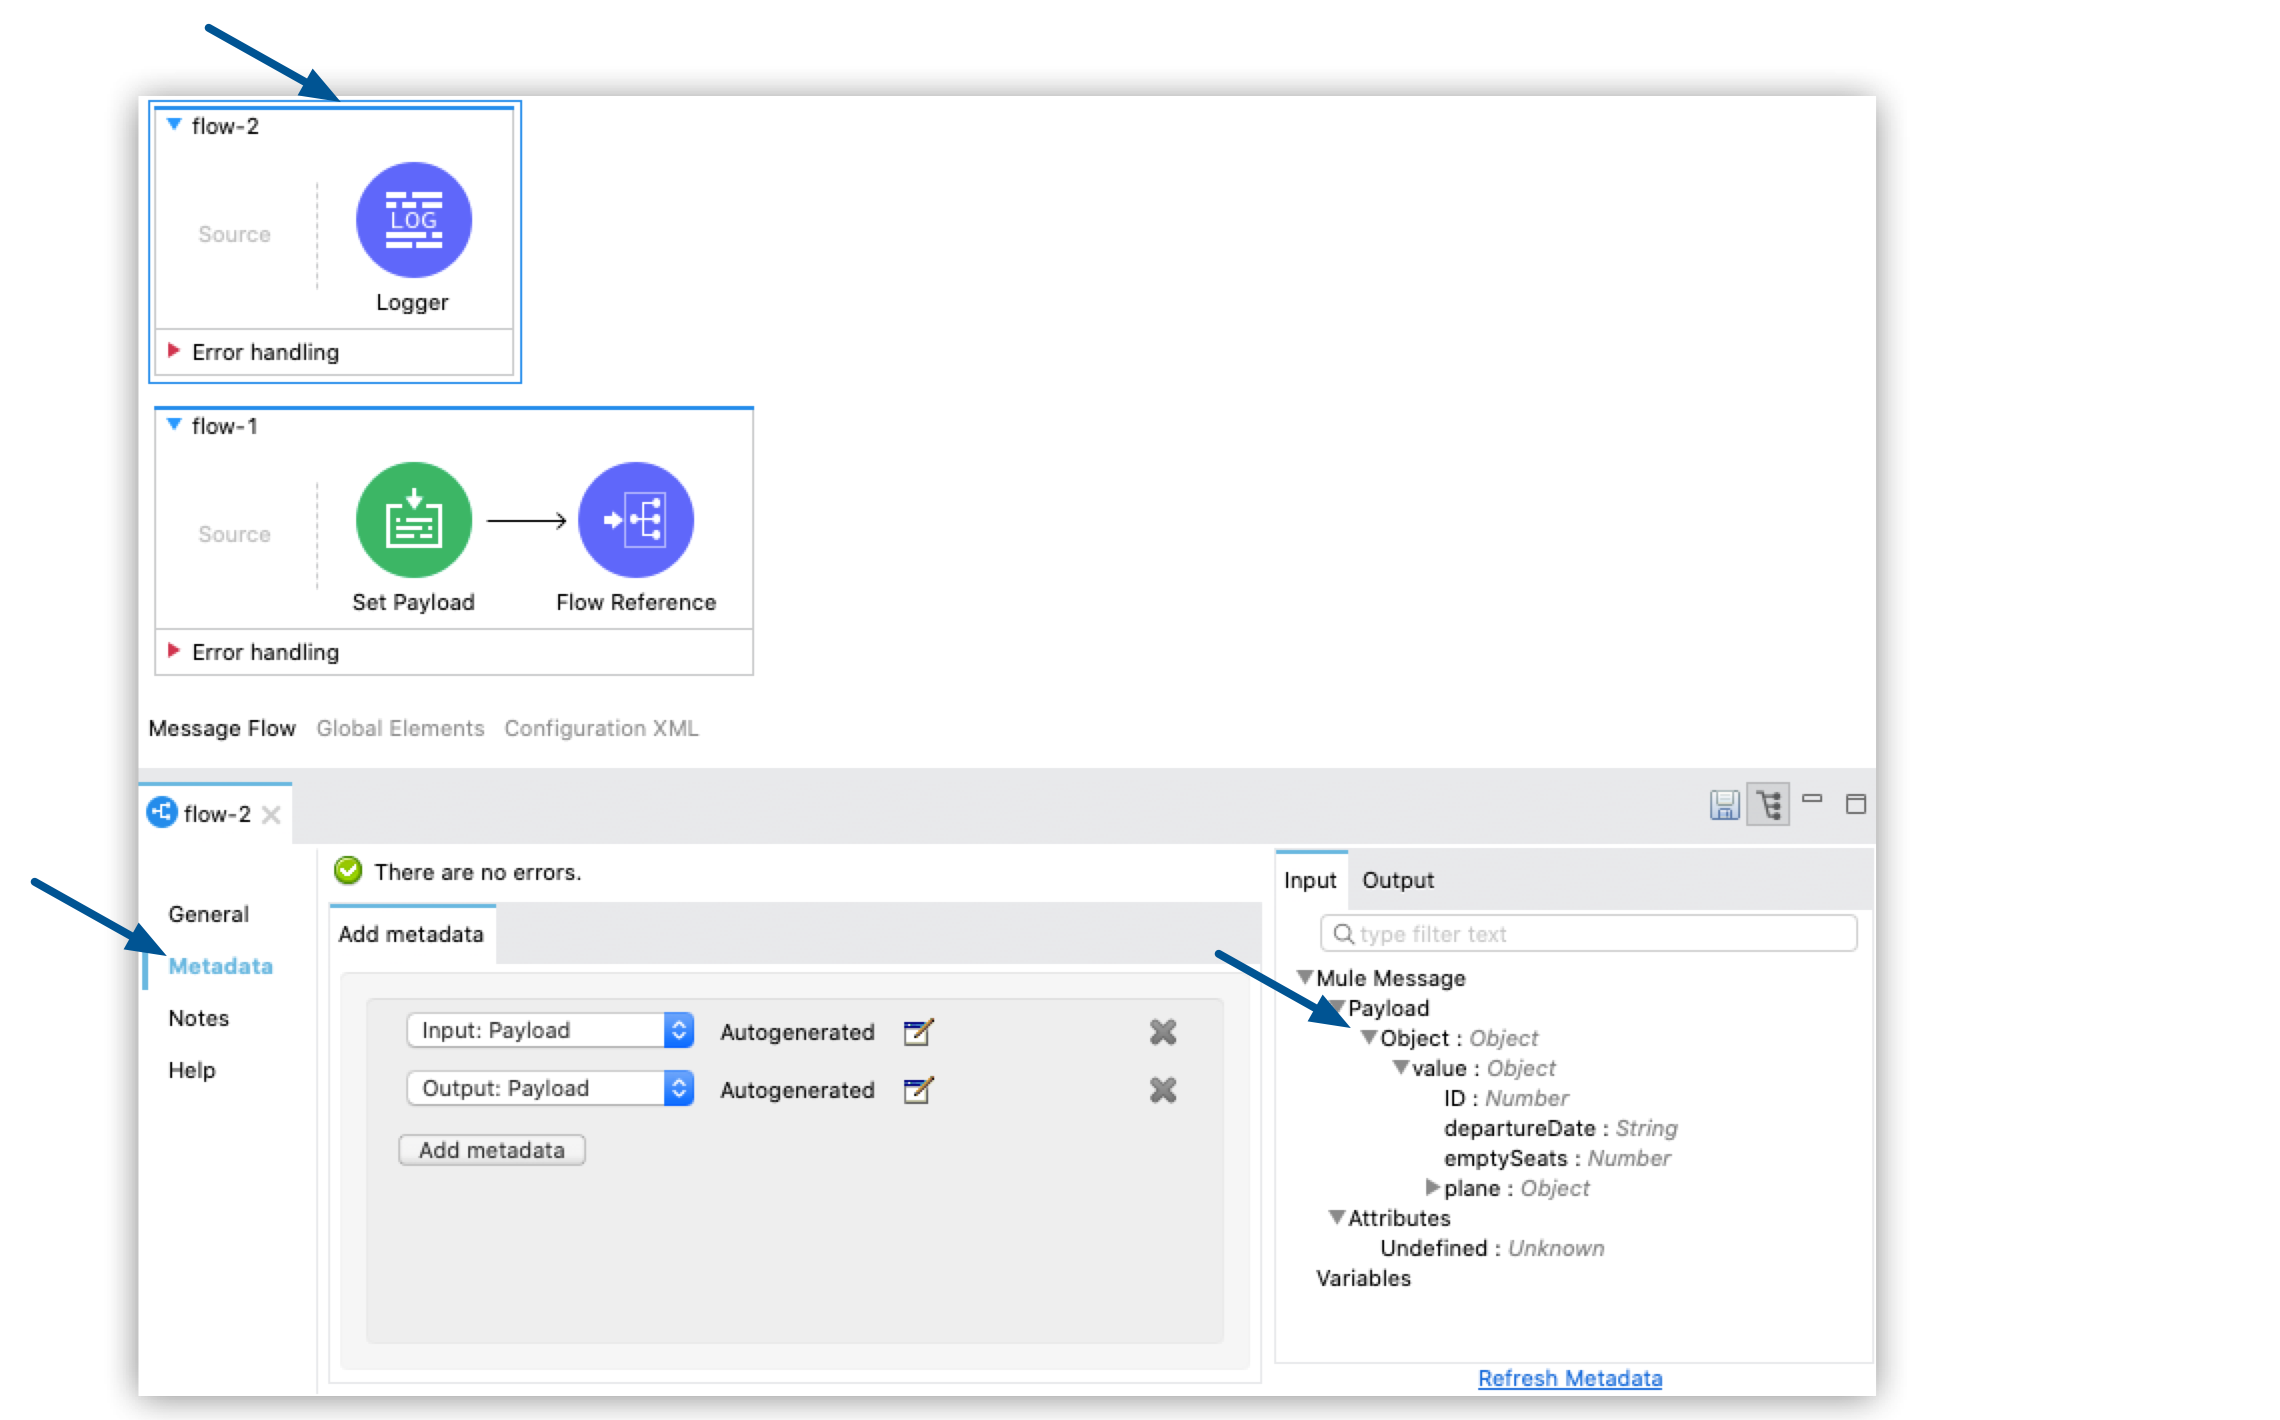 flow-2
Source
LOG
Logger
Error handling
flow-1
Source
Set Payload
Flow Reference
Error handling
Message Flow Global Elements Configuration XML
flow-2
General
Metadata
Notes
Help
There are no errors.
Add metadata
Input: Payload Autogenerated
Output: Payload Autogenerated
Add metadata
Input Output
type filter text
Mule Message
Payload
Object : Object
value : Object
ID : Number
departureDate : String
emptySeats : Number
plane : Object
Attributes
Undefined : Unknown
Variables
Refresh Metadata